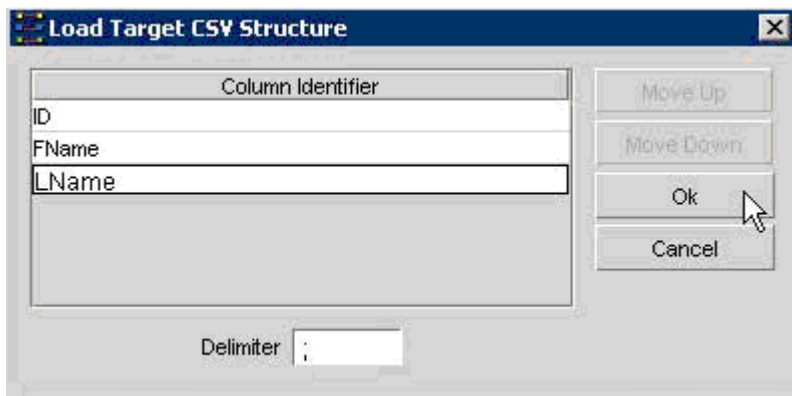 Load Target CSV Structure
Column Identifier
ID
FName
LName
Move Up
Move Down
Ok
Cancel
Delimiter ;